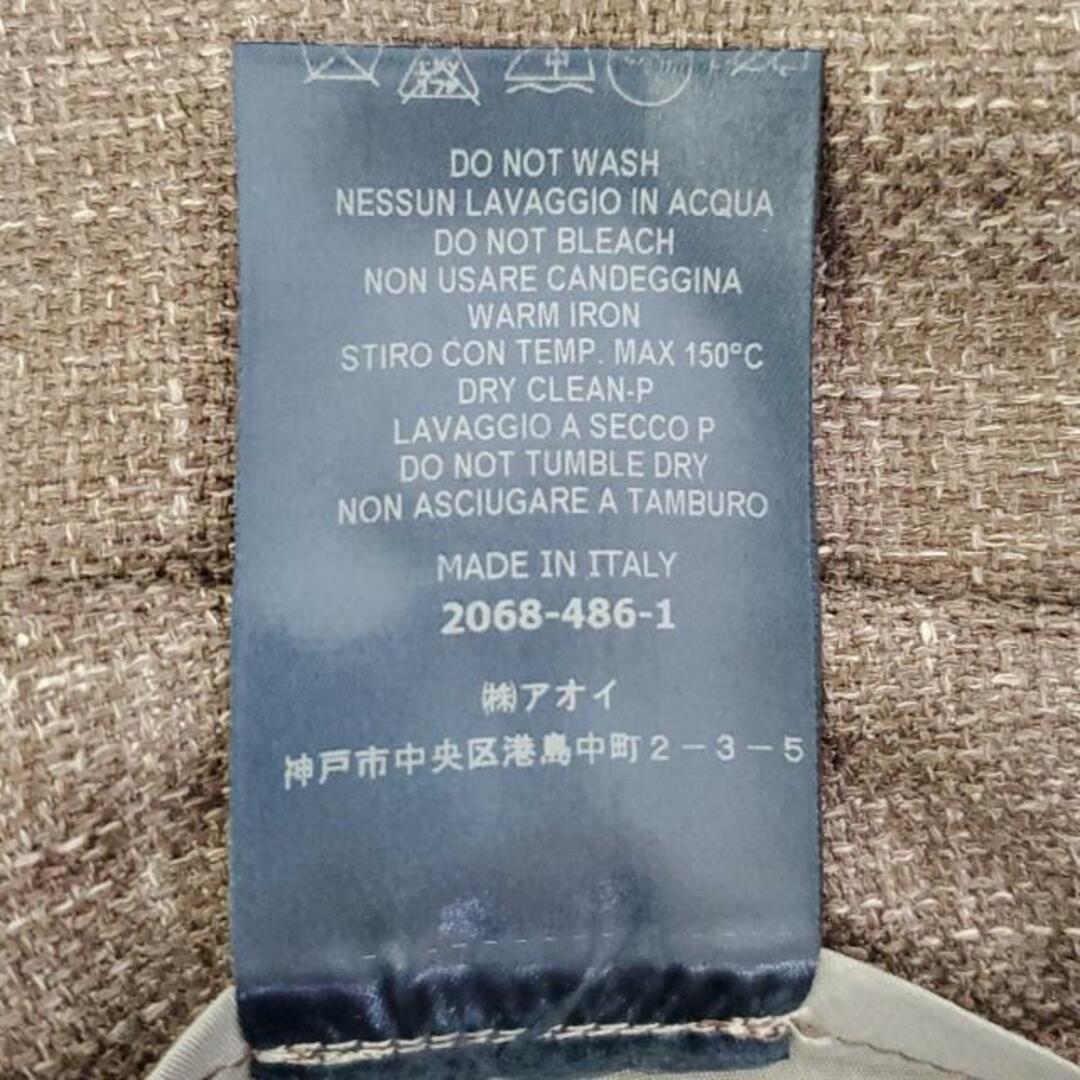 DO NOT WASH
NESSUN LAVAGGIO IN ACQUA
DO NOT BLEACH
NON USARE CANDEGGINA
WARM IRON
STIRO CON TEMP. MAX 150°C
DRY CLEAN-P
LAVAGGIO A SECCO P
DO NOT TUMBLE DRY
NON ASCIUGARE A TAMBURO
MADE IN ITALY
2068-486-1
㈱アオイ
神戸市中央区港島中町2－3－5